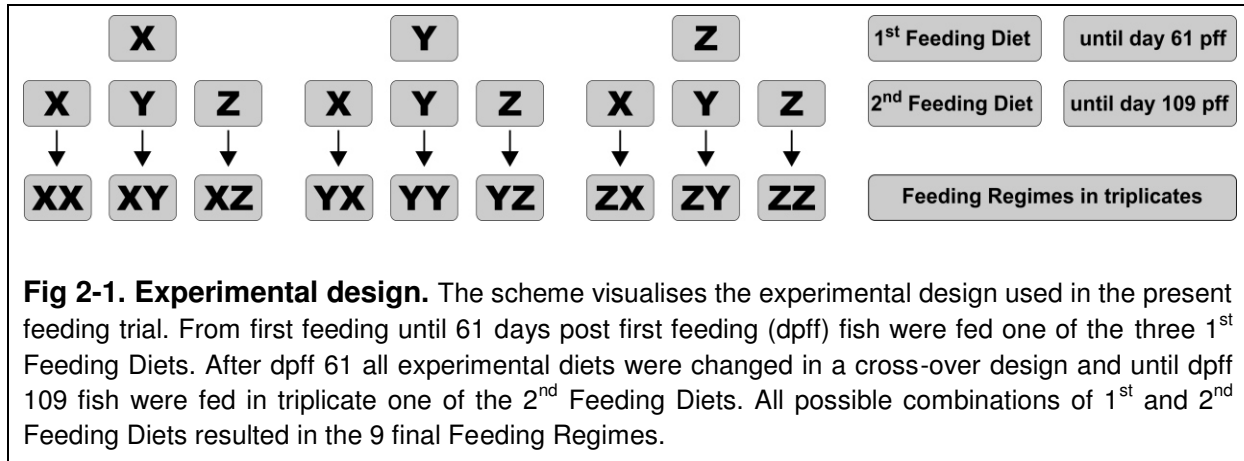 X Y Z 1st Feeding Diet until day 61 pff
X Y Z X Y Z X Y Z 2nd Feeding Diet until day 109 pff
XX XY XZ YX YY YZ ZX ZY ZZ Feeding Regimes in triplicates
Fig 2-1. Experimental design. The scheme visualises the experimental design used in the present
feeding trial. From first feeding until 61 days post first feeding (dpff) fish were fed one of the three 1st
Feeding Diets. After dpff 61 all experimental diets were changed in a cross-over design and until dpff
109 fish were fed in triplicate one of the 2nd Feeding Diets. All possible combinations of 1st and 2nd
Feeding Diets resulted in the 9 final Feeding Regimes.